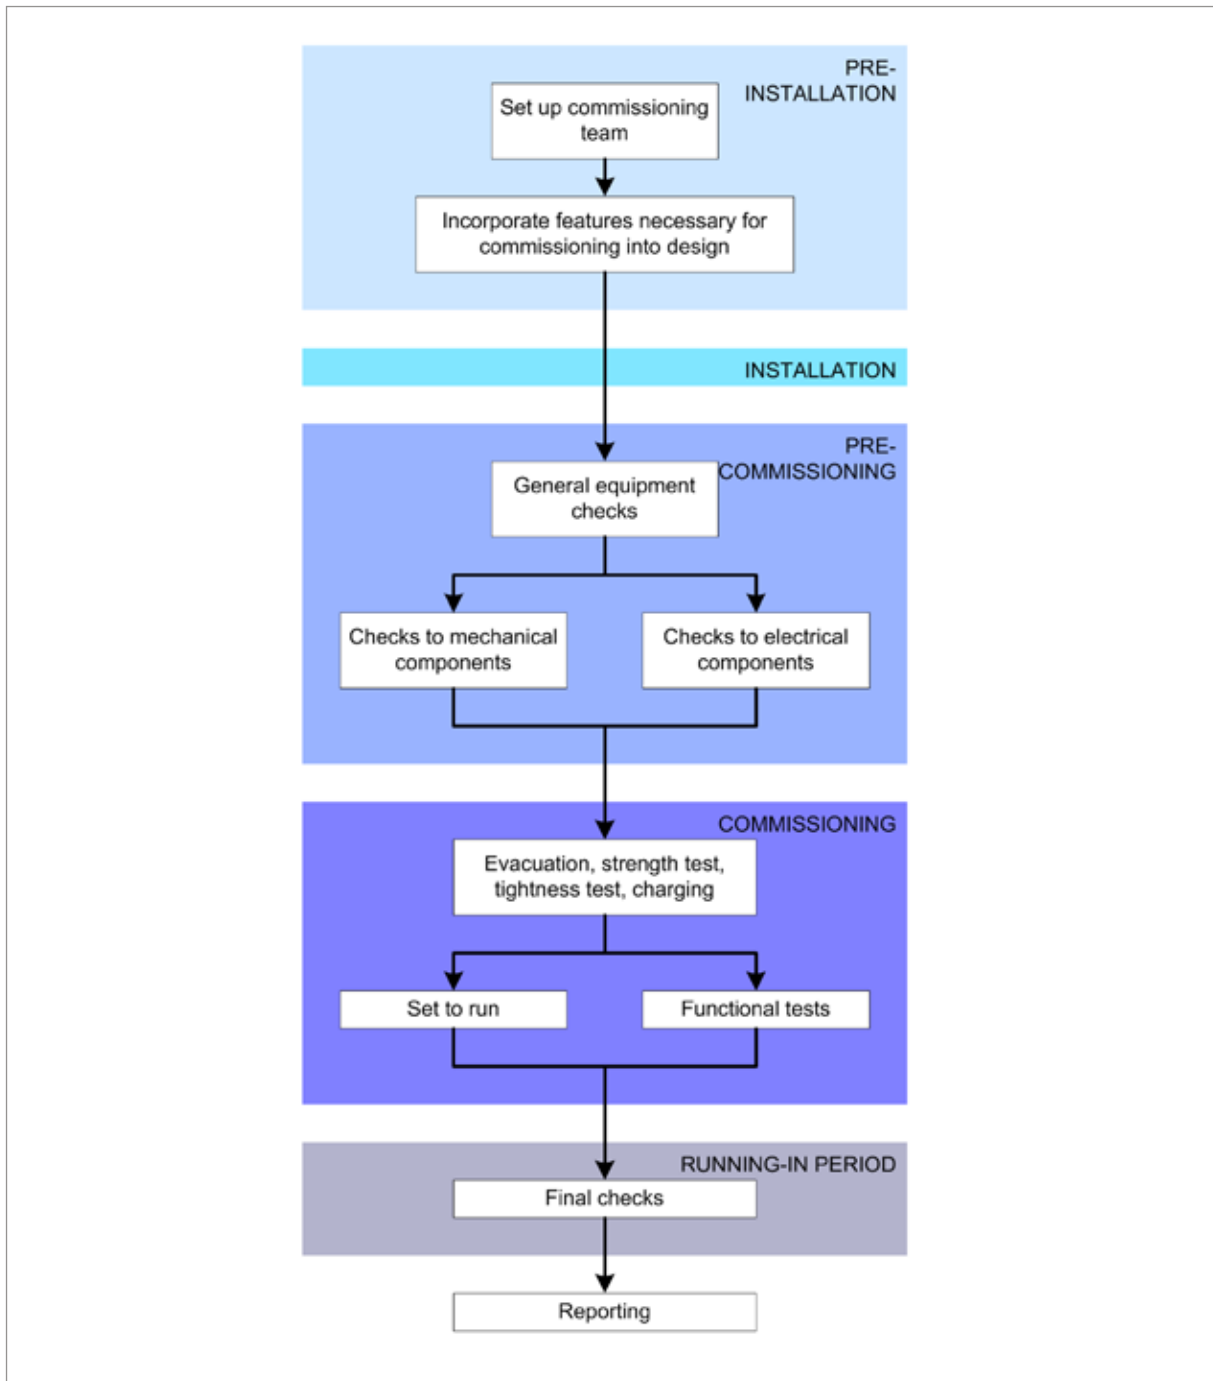 PRE-
INSTALLATION
Set up commissioning
team
Incorporate features necessary for
commissioning into design
INSTALLATION
PRE-
COMMISSIONING
General equipment
checks
Checks to mechanical
components
Checks to electrical
components
COMMISSIONING
Evacuation, strength test,
tightness test, charging
Set to run
Functional tests
RUNNING-IN PERIOD
Final checks
Reporting